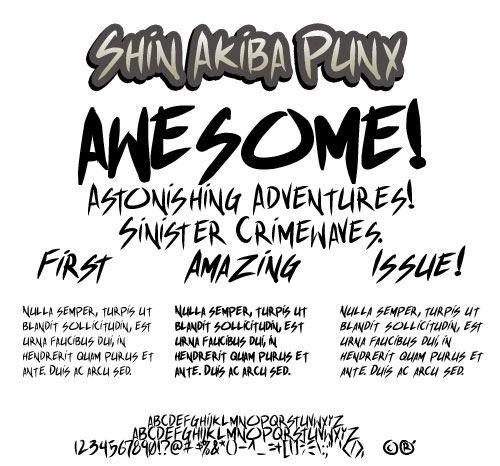 Shin Akiba Punx
AWESOME!
Astonishing Adventures!
Sinister Crimewaves.
First Amazing Issue!
Nulla semper, turpis ut
blandit sollicitudin, est
urna faucibus dui, in
hendrerit quam purus et
ante. Duis ac arcu sed.
Nulla semper, turpis ut
blandit sollicitudin, est
urna faucibus dui, in
hendrerit quam purus et
ante. Duis ac arcu sed.
Nulla semper, turpis ut
blandit sollicitudin, est
urna faucibus dui, in
hendrerit quam purus et
ante. Duis ac arcu sed.
ABCDEFGHIJKLMNOPQRSTUVWXYZ
ABCDEFGHIJKLMNOPQRSTUVWXYZ
1234567890!?@#$%&*()-^_=+[]{}
©®